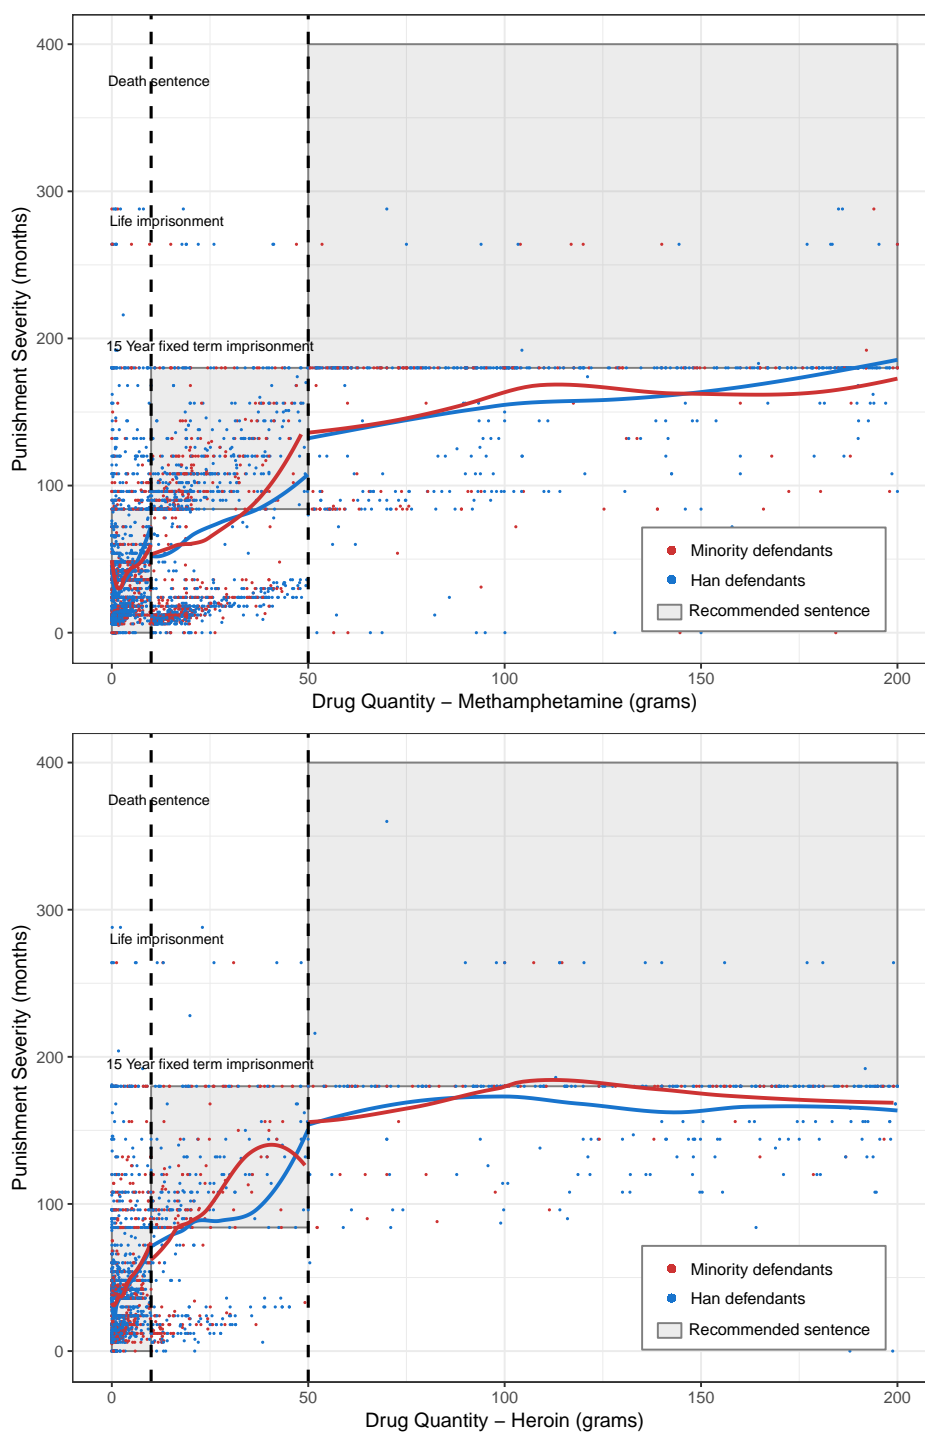 400
Death sentence
300
Life imprisonment
200
15 Year fixed term imprisonment
100
0
Punishment Severity (months)
Minority defendants
Han defendants
Recommended sentence
0 50 100 150 200
Drug Quantity – Methamphetamine (grams)
400
Death sentence
300
Life imprisonment
200
15 Year fixed term imprisonment
100
0
Punishment Severity (months)
Minority defendants
Han defendants
Recommended sentence
0 50 100 150 200
Drug Quantity – Heroin (grams)